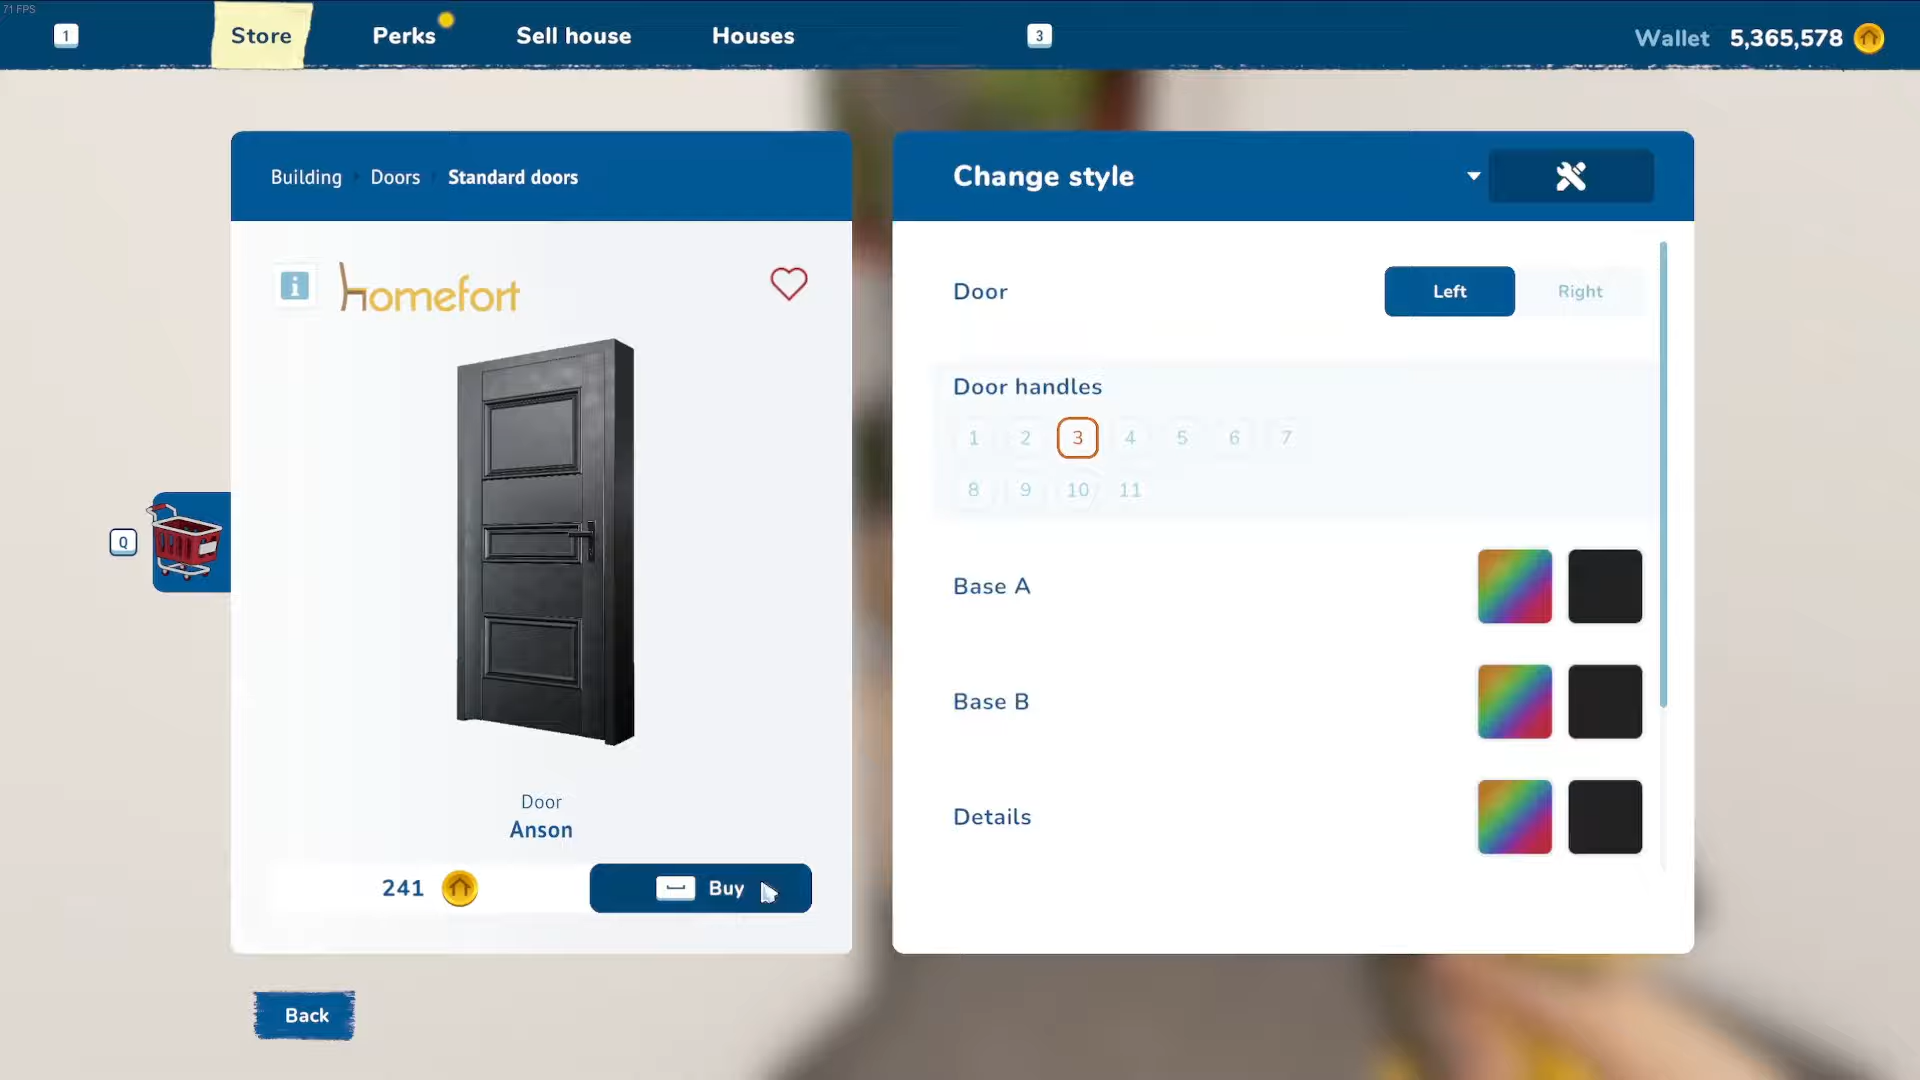 71 FPS
1
Store
Perks
Sell house
Houses
3
Wallet 5,365,578
Building Doors Standard doors
homefort
Door
Anson
241
Buy
Q
Back
Change style
Door
Left
Right
Door handles
1 2 3 4 5 6 7
8 9 10 11
Base A
Base B
Details